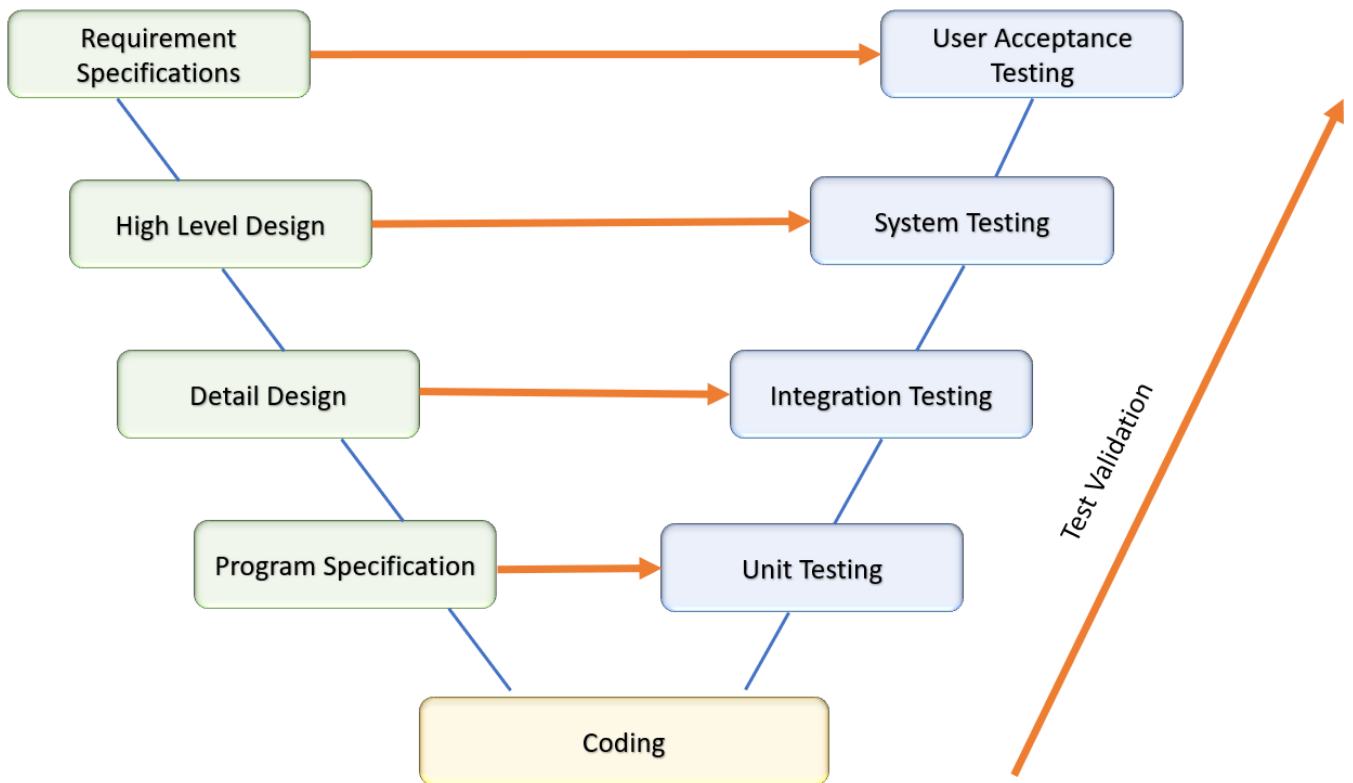 Requirement
Specifications
User Acceptance
Testing
High Level Design
System Testing
Detail Design
Integration Testing
Program Specification
Unit Testing
Coding
Test Validation